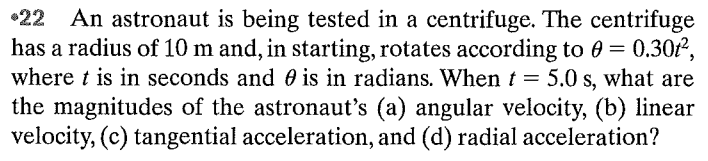 •22 An astronaut is being tested in a centrifuge. The centrifuge
has a radius of 10 m and, in starting, rotates according to θ = 0.30t²,
where t is in seconds and θ is in radians. When t = 5.0 s, what are
the magnitudes of the astronaut's (a) angular velocity, (b) linear
velocity, (c) tangential acceleration, and (d) radial acceleration?